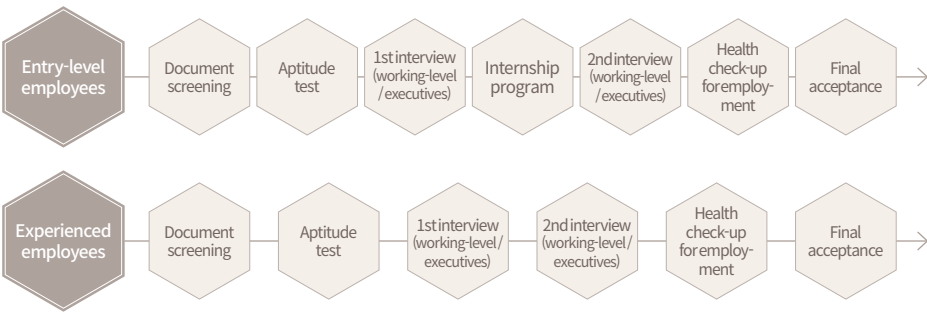 Entry-level
employees
Document
screening
Aptitude
test
1st interview
(working-level
/ executives)
Internship
program
2nd interview
(working-level
/ executives)
Health
check-up
for employ-
ment
Final
acceptance
Experienced
employees
Document
screening
Aptitude
test
1st interview
(working-level /
executives)
2nd interview
(working-level /
executives)
Health
check-up
for employ-
ment
Final
acceptance